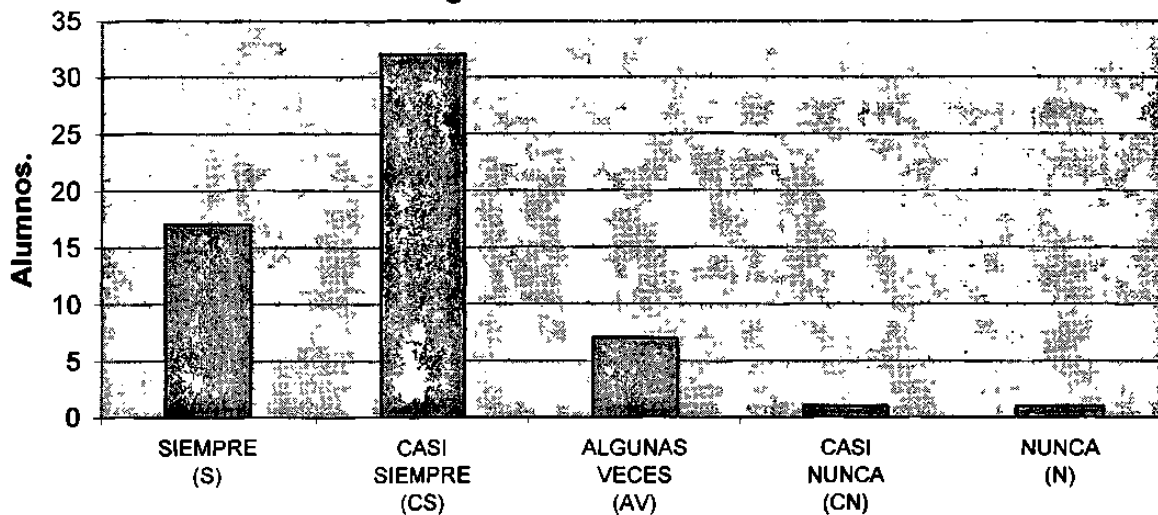 35
30
25
20
15
10
5
0
Alumnos.
SIEMPRE
(S)
CASI
SIEMPRE
(CS)
ALGUNAS
VECES
(AV)
CASI
NUNCA
(CN)
NUNCA
(N)